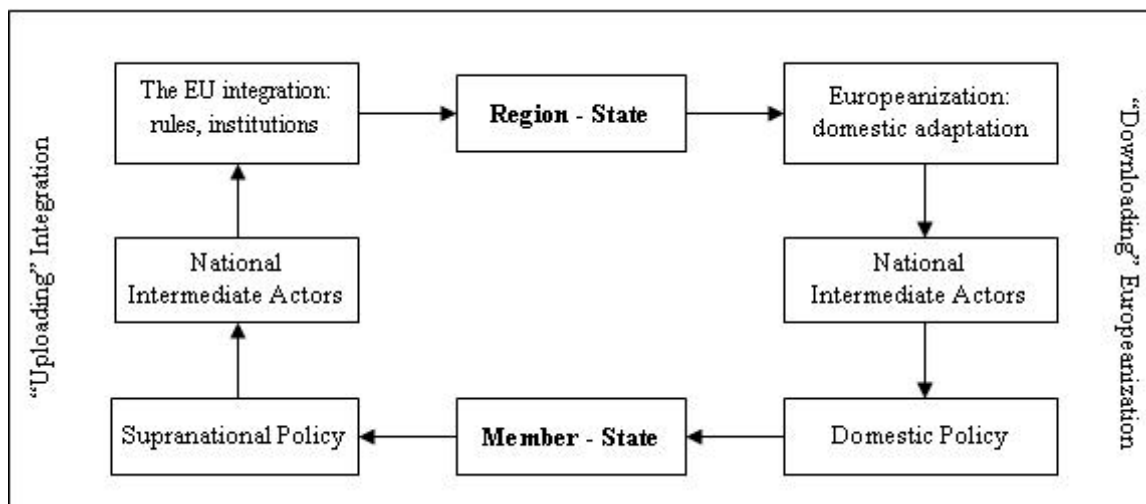 The EU integration:
rules, institutions
Region - State
Europeanization:
domestic adaptation
"Uploading" Integration
"Downloading" Europeanization
National
Intermediate Actors
National
Intermediate Actors
Supranational Policy
Member - State
Domestic Policy